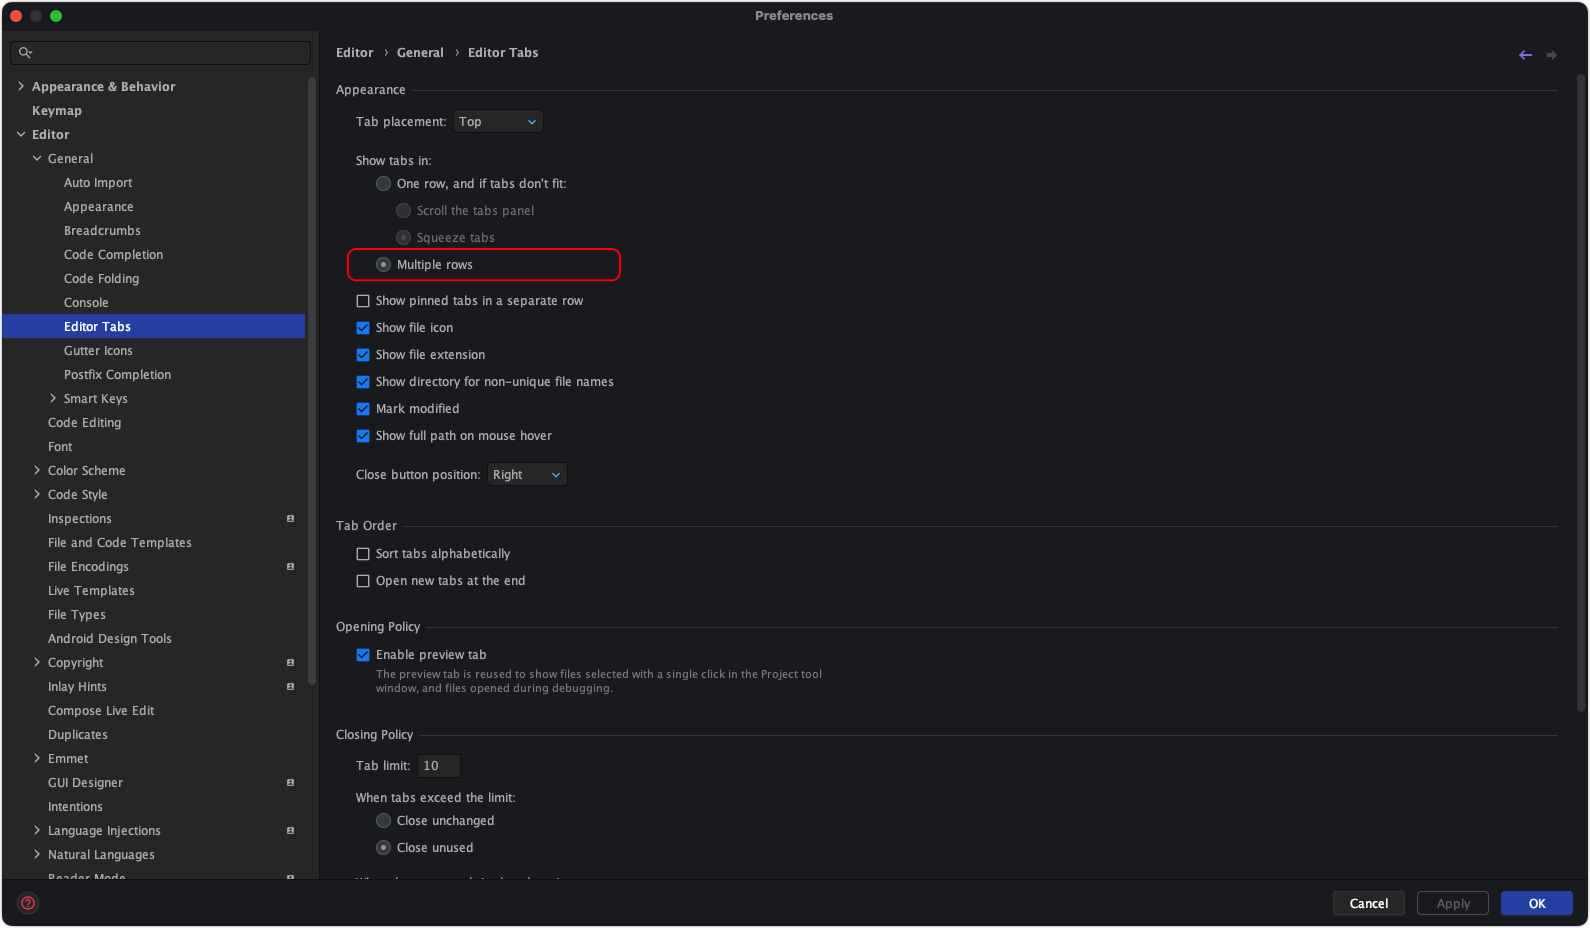 Preferences
Appearance & Behavior
Keymap
Editor
General
Auto Import
Appearance
Breadcrumbs
Code Completion
Code Folding
Console
Editor Tabs
Gutter Icons
Postfix Completion
Smart Keys
Code Editing
Font
Color Scheme
Code Style
Inspections
File and Code Templates
File Encodings
Live Templates
File Types
Android Design Tools
Copyright
Inlay Hints
Compose Live Edit
Duplicates
Emmet
GUI Designer
Intentions
Language Injections
Natural Languages
Reader Mode
Editor › General › Editor Tabs
Appearance
Tab placement: Top
Show tabs in:
One row, and if tabs don't fit:
Scroll the tabs panel
Squeeze tabs
Multiple rows
Show pinned tabs in a separate row
Show file icon
Show file extension
Show directory for non-unique file names
Mark modified
Show full path on mouse hover
Close button position: Right
Tab Order
Sort tabs alphabetically
Open new tabs at the end
Opening Policy
Enable preview tab
The preview tab is reused to show files selected with a single click in the Project tool
window, and files opened during debugging.
Closing Policy
Tab limit: 10
When tabs exceed the limit:
Close unchanged
Close unused
Cancel
Apply
OK